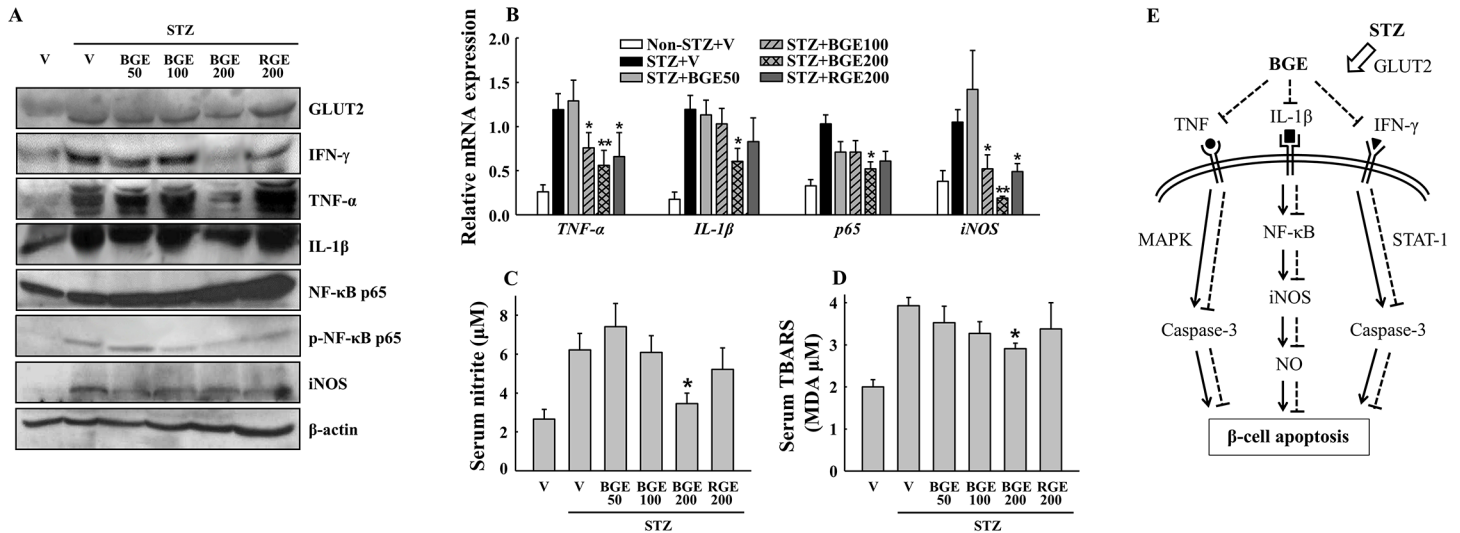 A
STZ
V V BGE 50 BGE 100 BGE 200 RGE 200
GLUT2
IFN-γ
TNF-α
IL-1β
NF-κB p65
p-NF-κB p65
iNOS
β-actin
B
Relative mRNA expression
2.0
1.5
1.0
0.5
0.0
Non-STZ+V
STZ+V
STZ+BGE50
STZ+BGE100
STZ+BGE200
STZ+RGE200
* ** *
*
*
* ** *
TNF-α IL-1β p65 iNOS
C
Serum nitrite (μM)
8
6
4
2
0
*
V V BGE 50 BGE 100 BGE 200 RGE 200
STZ
D
Serum TBARS
(MDA μM)
4
3
2
1
0
*
V V BGE 50 BGE 100 BGE 200 RGE 200
STZ
E
STZ
BGE
GLUT2
TNF
IL-1β
IFN-γ
MAPK
NF-κB
STAT-1
iNOS
Caspase-3
Caspase-3
NO
β-cell apoptosis